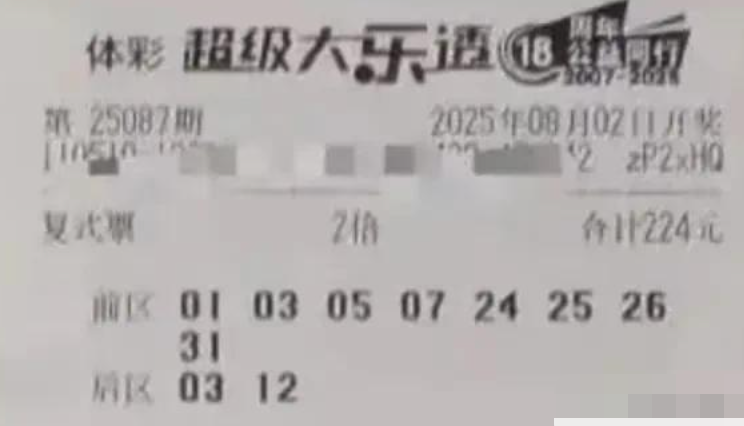 体彩 超级大乐透 18 周年 公益同行 2007-2025
第 25087期 2025年08月02日开奖
zP2xHQ
复式票 2倍 合计224元
前区 01 03 05 07 24 25 26
31
后区 03 12